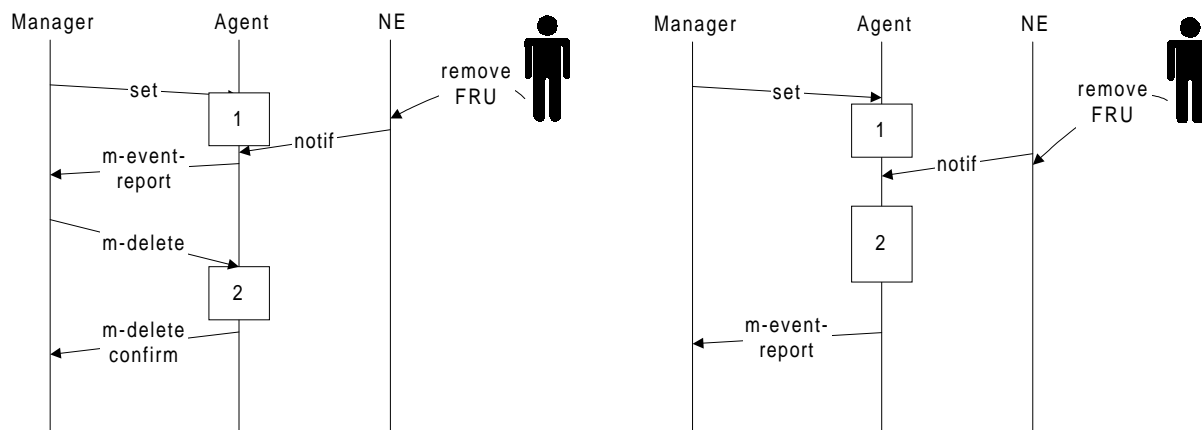 Manager Agent NE
remove
FRU
set
1
notif
m-event-
report
m-delete
2
m-delete
confirm
Manager Agent NE
remove
FRU
set
1
notif
2
m-event-
report